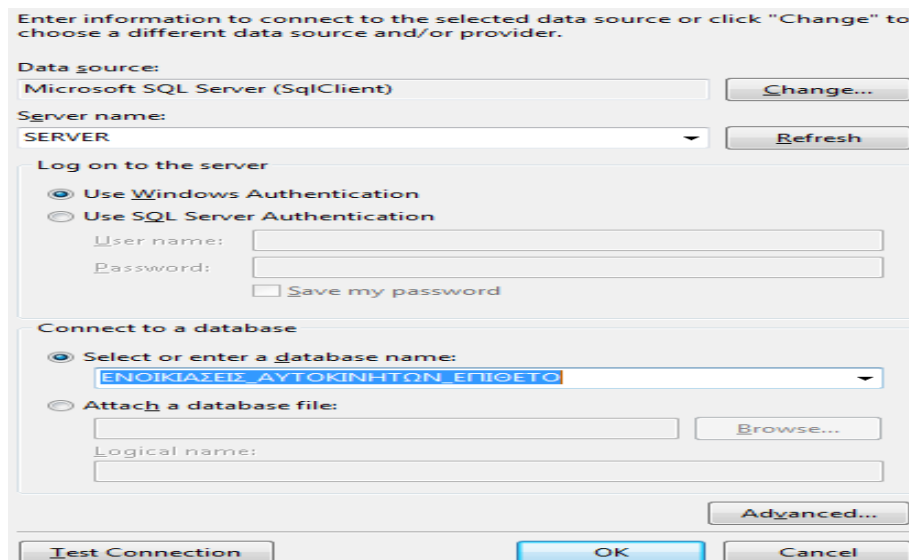 Enter information to connect to the selected data source or click "Change" to
choose a different data source and/or provider.
Data source:
Microsoft SQL Server (SqlClient)
Change...
Server name:
SERVER
Refresh
Log on to the server
Use Windows Authentication
Use SQL Server Authentication
User name:
Password:
Save my password
Connect to a database
Select or enter a database name:
ΕΝΟΙΚΙΑΣΕΙΣ_ΑΥΤΟΚΙΝΗΤΩΝ_ΕΠΙΘΕΤΟ
Attach a database file:
Browse...
Logical name:
Advanced...
Test Connection
OK
Cancel